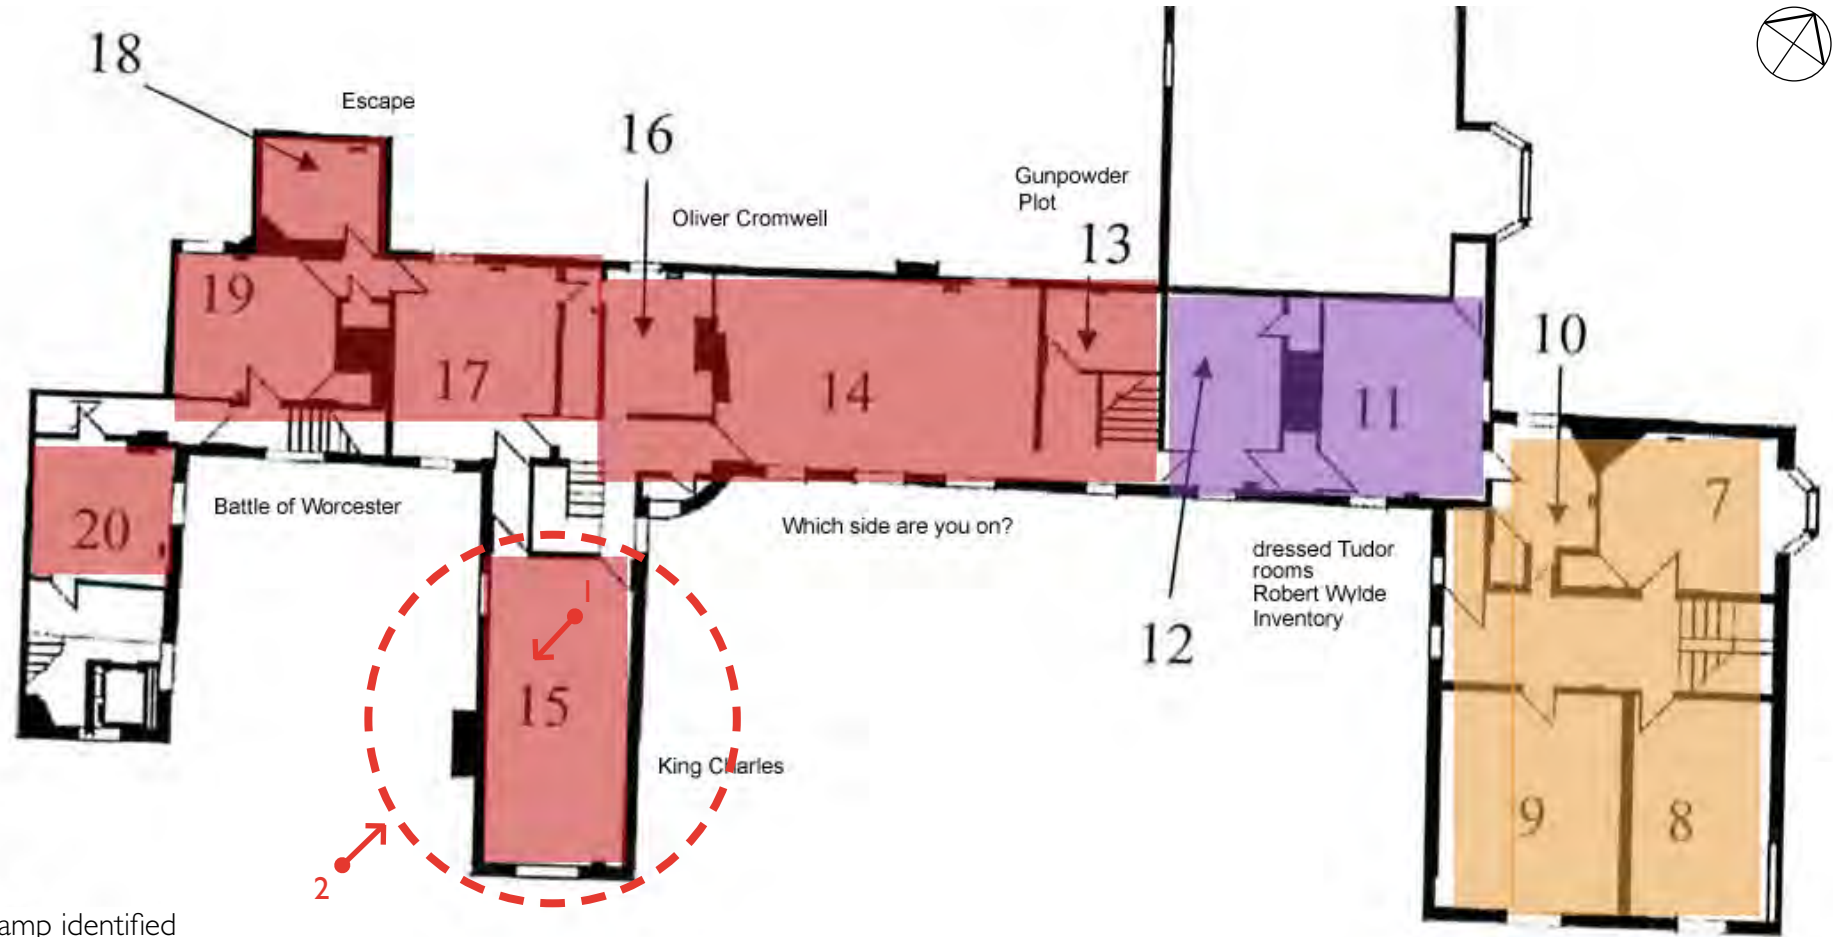 18
Escape
16
Gunpowder
Plot
Oliver Cromwell
13
19
10
17
14
11
7
Battle of Worcester
20
Which side are you on?
dressed Tudor
rooms
Robert Wylde
Inventory
1
12
15
King Charles
9
8
2
amp identified